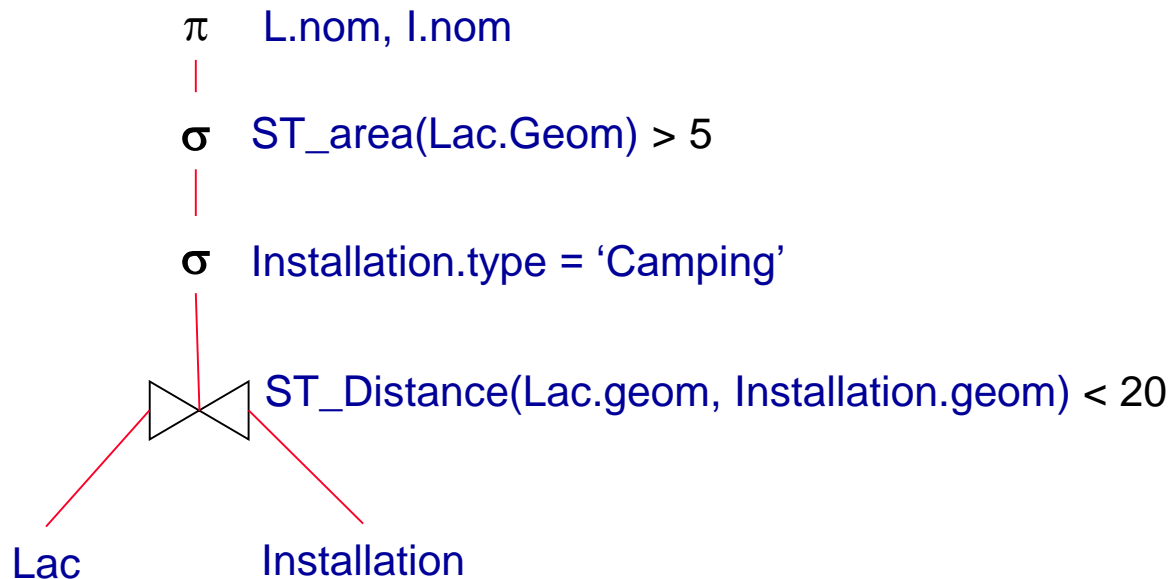 π L.nom, I.nom
σ ST_area(Lac.Geom) > 5
σ Installation.type = ‘Camping’
ST_Distance(Lac.geom, Installation.geom) < 20
Lac Installation